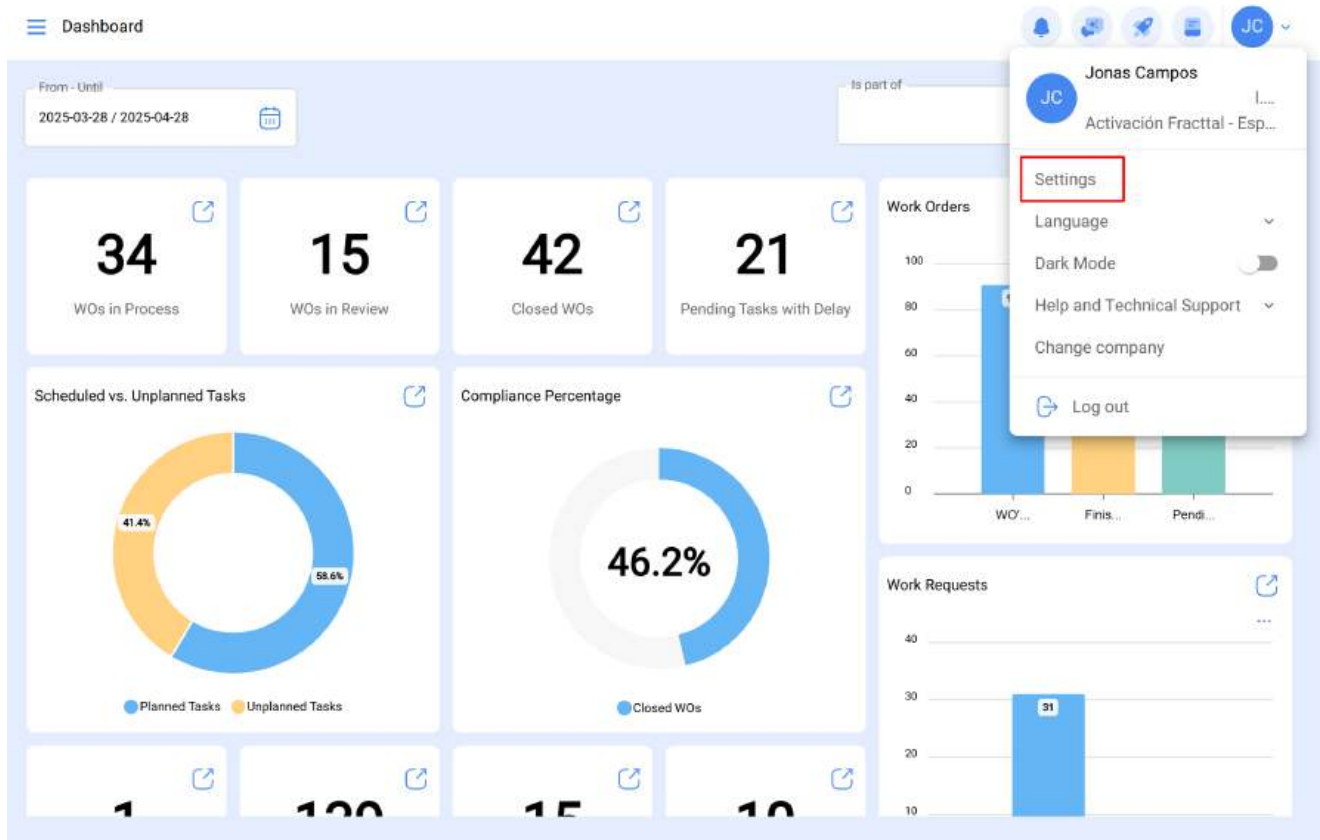 Dashboard
JC
From - Until
2025-03-28 / 2025-04-28
Is part of
JC
Jonas Campos
Activación Fracttal - Esp...
Settings
Language
Dark Mode
Help and Technical Support
Change company
Log out
34
WOs in Process
15
WOs in Review
42
Closed WOs
21
Pending Tasks with Delay
Work Orders
100
80
60
40
20
0
WO'...
Finis...
Pendi...
Scheduled vs. Unplanned Tasks
41.4%
58.6%
Planned Tasks
Unplanned Tasks
Compliance Percentage
46.2%
Closed WOs
Work Requests
...
40
30
31
20
10